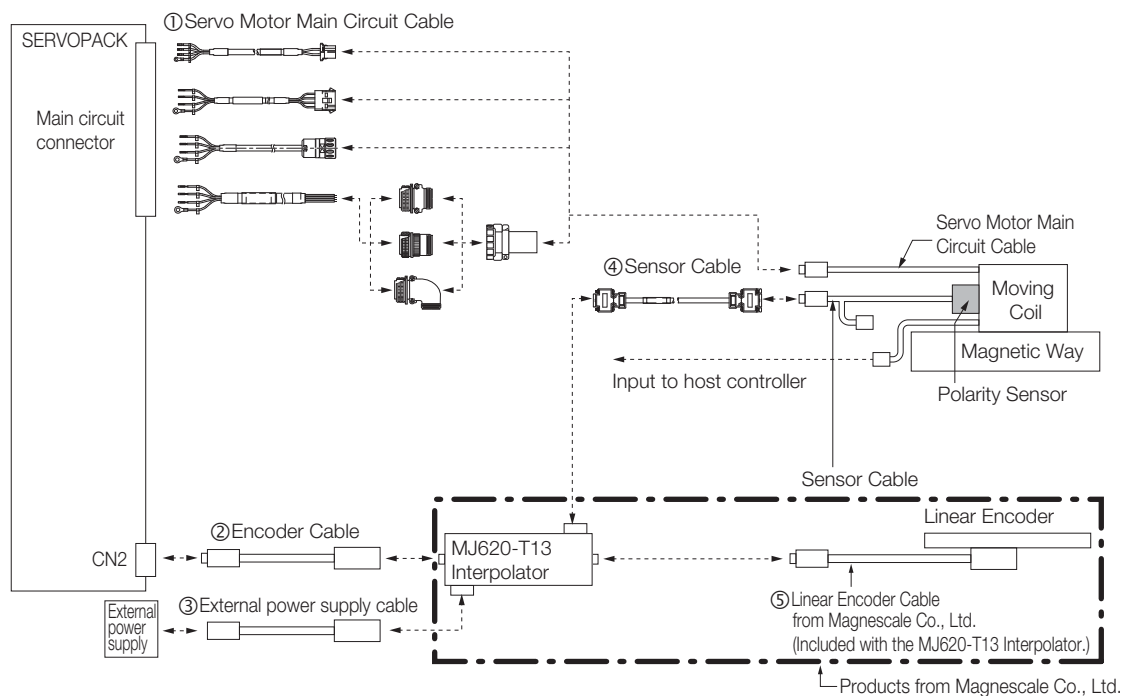 ①Servo Motor Main Circuit Cable
SERVOPACK
Main circuit
connector
Servo Motor Main
Circuit Cable
④Sensor Cable
Moving
Coil
Magnetic Way
Input to host controller
Polarity Sensor
Sensor Cable
Linear Encoder
②Encoder Cable
CN2
MJ620-T13
Interpolator
③External power supply cable
External
power
supply
⑤Linear Encoder Cable
from Magnescale Co., Ltd.
(Included with the MJ620-T13 Interpolator.)
Products from Magnescale Co., Ltd.